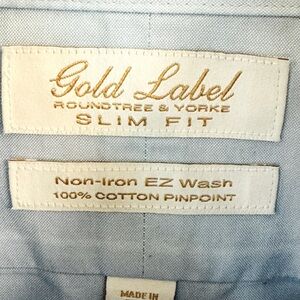 Gold Label
ROUNDTREE & YORKE
SLIM FIT
Non-Iron EZ Wash
100% COTTON PINPOINT
MADE IN